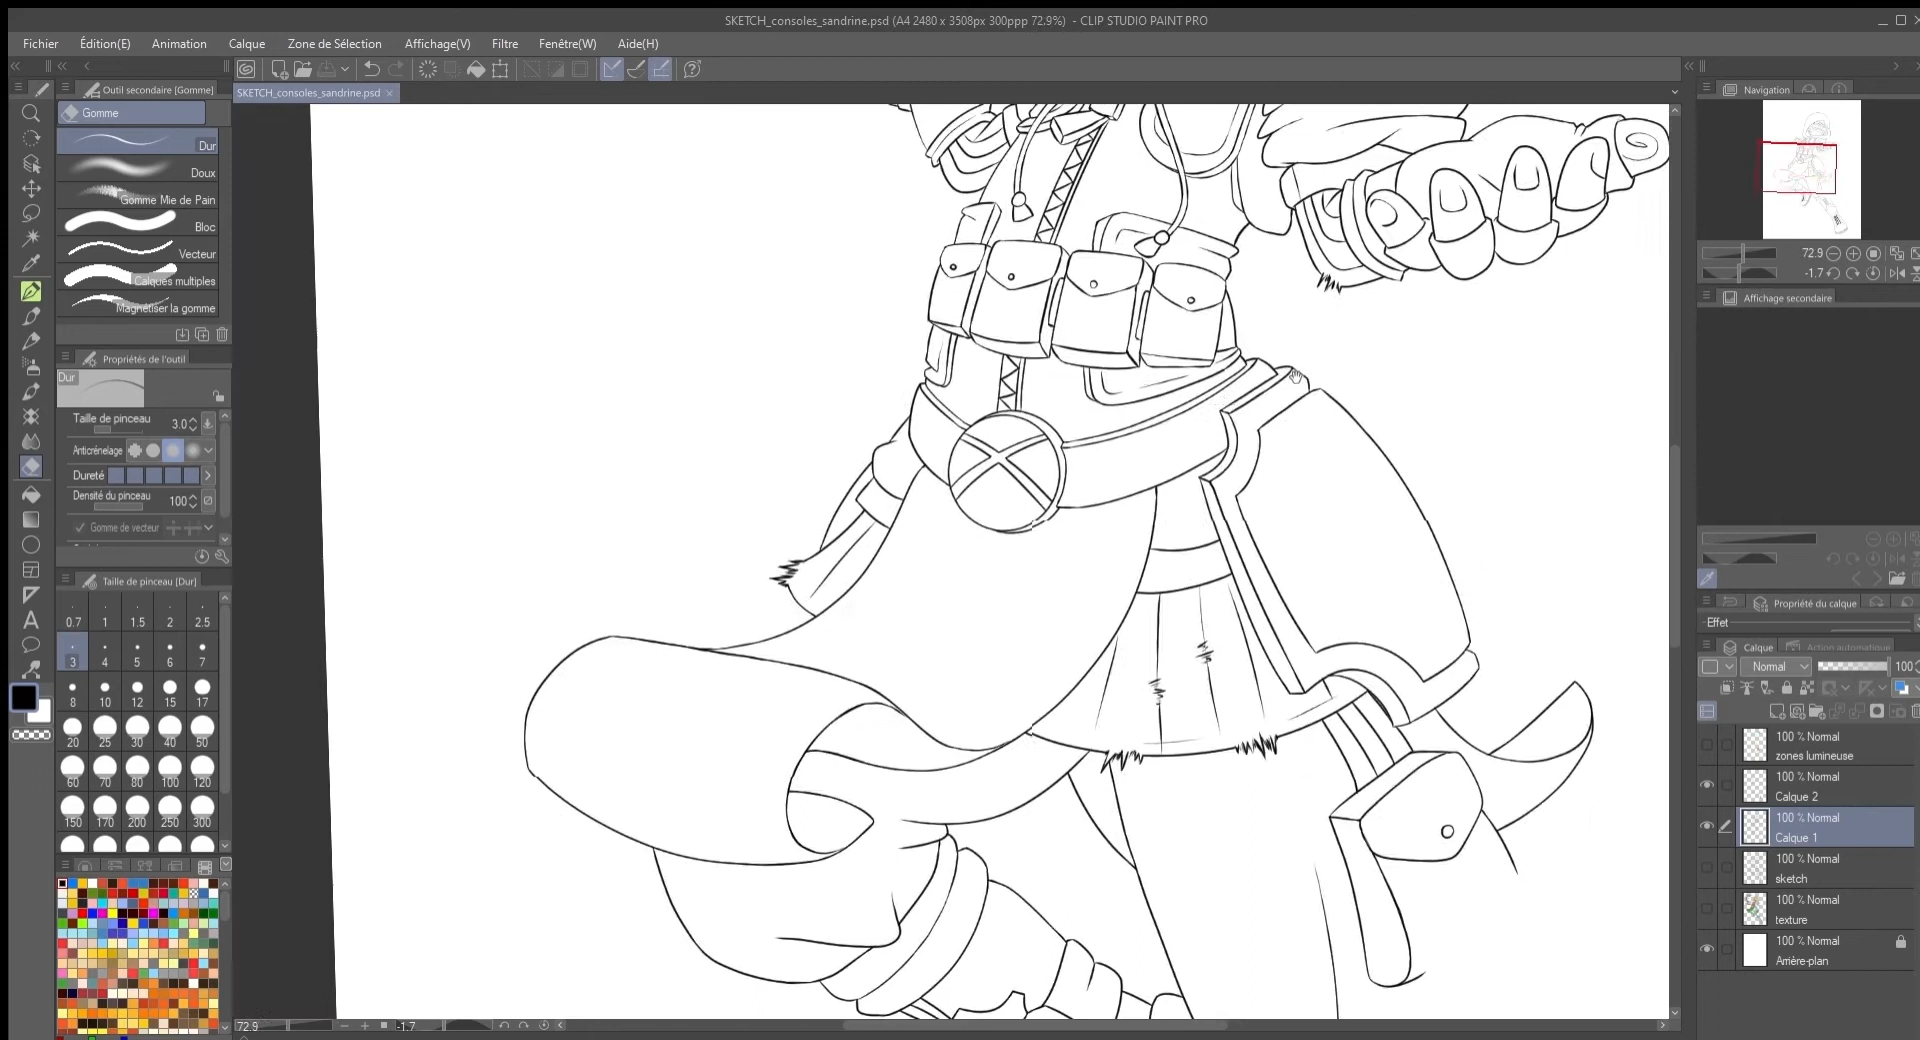 SKETCH_consoles_sandrine.psd (A4 2480 x 3508px 300ppp 72.9%) - CLIP STUDIO PAINT PRO
Fichier Édition(E) Animation Calque Zone de Sélection Affichage(V) Filtre Fenêtre(W) Aide(H)
SKETCH_consoles_sandrine.psd
Outil secondaire [Gomme]
Gomme
Dur
Doux
Gomme Mie de Pain
Bloc
Vecteur
Calques multiples
Magnétiser la gomme
Propriétés de l'outil
Dur
Taille de pinceau 3.0
Anticrénelage
Dureté
Densité du pinceau 100
Gomme de vecteur
Taille de pinceau [Dur]
0.7 1 1.5 2 2.5
3 4 5 6 7
8 10 12 15 17
20 25 30 40 50
60 70 80 100 120
150 170 200 250 300
72.9 -1.7
Navigation
72.9
-1.7
Affichage secondaire
Propriété du calque
Effet
Calque Action automatique
Normal 100
100 % Normal
zones lumineuse
100 % Normal
Calque 2
100 % Normal
Calque 1
100 % Normal
sketch
100 % Normal
texture
100 % Normal
Arrière-plan